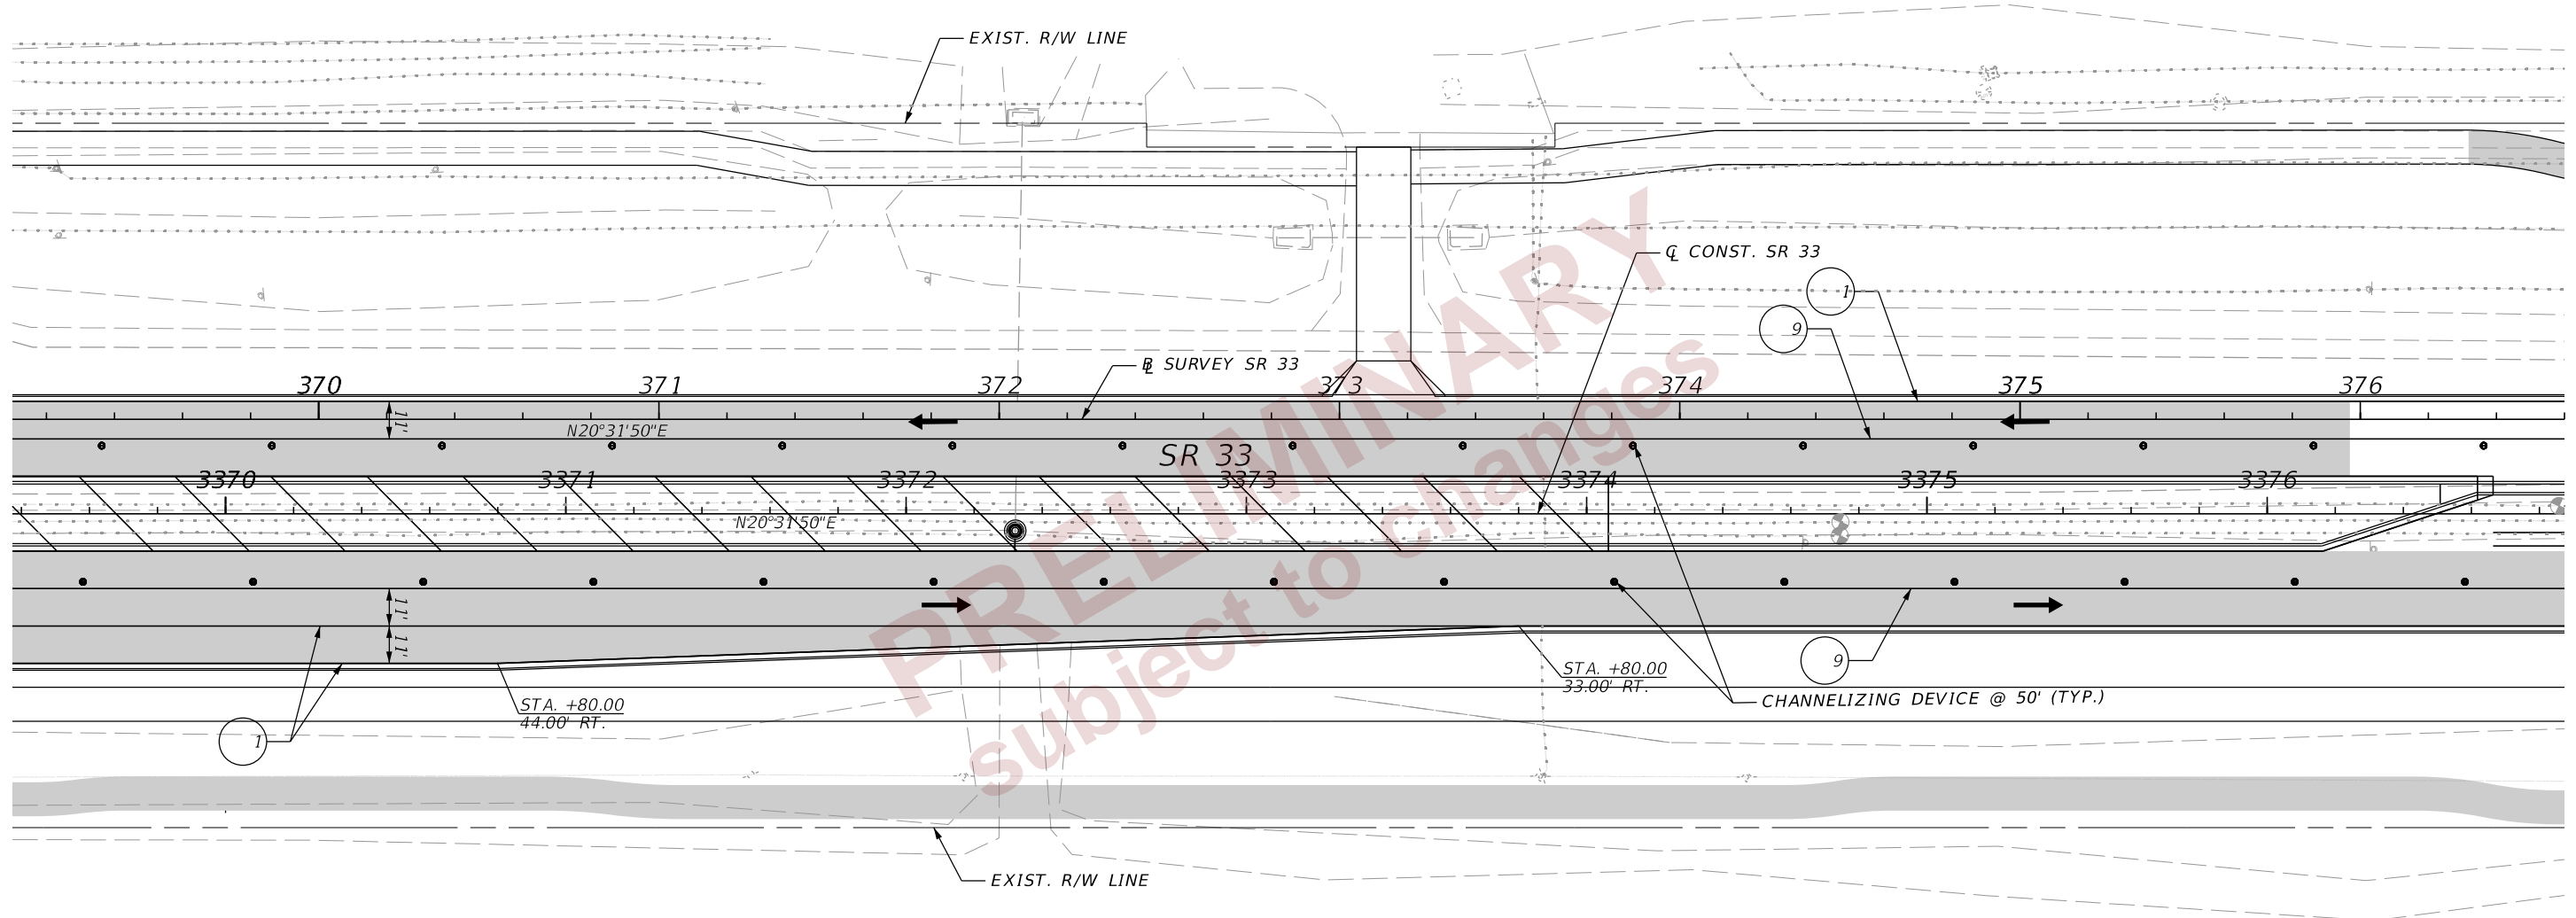 EXIST. R/W LINE
℄ CONST. SR 33
1
9
℄ SURVEY SR 33
370
371
372
373
374
375
376
11'
N20°31'50"E
SR 33
3370
3371
3372
3373
3374
3375
3376
N20°31'50"E
11'
11'
STA. +80.00
44.00' RT.
STA. +80.00
33.00' RT.
9
CHANNELIZING DEVICE @ 50' (TYP.)
1
EXIST. R/W LINE
PRELIMINARY
subject to changes